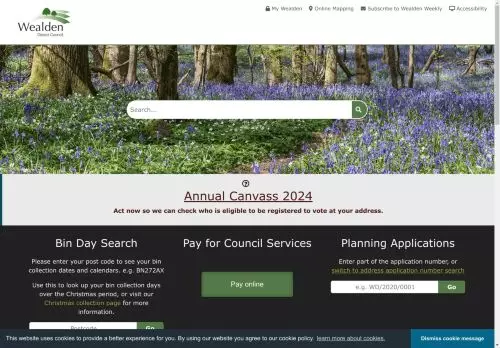 Wealden
District Council
My Wealden
Online Mapping
Subscribe to Wealden Weekly
Accessibility
Search...
Annual Canvass 2024
Act now so we can check who is eligible to be registered to vote at your address.
Bin Day Search
Please enter your post code to see your bin
collection dates and calendars. e.g. BN272AX
Use this to look up your bin collection days
over the Christmas period, or visit our
Christmas collection page for more
information.
Postcode
Go
Pay for Council Services
Pay online
Planning Applications
Enter part of the application number, or
switch to address application number search
e.g. WD/2020/0001
Go
This website uses cookies to provide a better experience for you. By using our website you agree to our cookie policy. learn more about cookies.
Dismiss cookie message